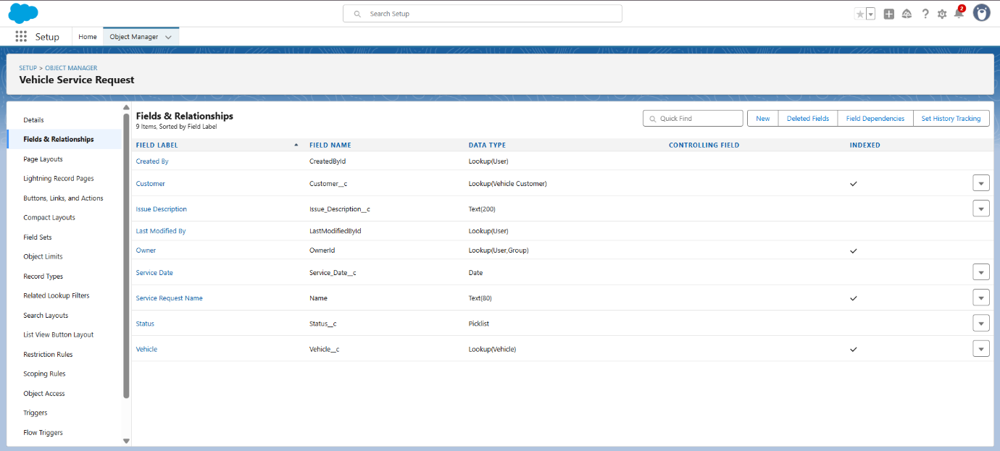 Search Setup
2
Setup
Home
Object Manager
SETUP > OBJECT MANAGER
Vehicle Service Request
Details
Fields & Relationships
Page Layouts
Lightning Record Pages
Buttons, Links, and Actions
Compact Layouts
Field Sets
Object Limits
Record Types
Related Lookup Filters
Search Layouts
List View Button Layout
Restriction Rules
Scoping Rules
Object Access
Triggers
Flow Triggers
Fields & Relationships
9 Items, Sorted by Field Label
Quick Find
New
Deleted Fields
Field Dependencies
Set History Tracking
FIELD LABEL FIELD NAME DATA TYPE CONTROLLING FIELD INDEXED
Created By CreatedById Lookup(User)
Customer Customer__c Lookup(Vehicle Customer)
Issue Description Issue_Description__c Text(200)
Last Modified By LastModifiedById Lookup(User)
Owner OwnerId Lookup(User,Group)
Service Date Service_Date__c Date
Service Request Name Name Text(80)
Status Status__c Picklist
Vehicle Vehicle__c Lookup(Vehicle)